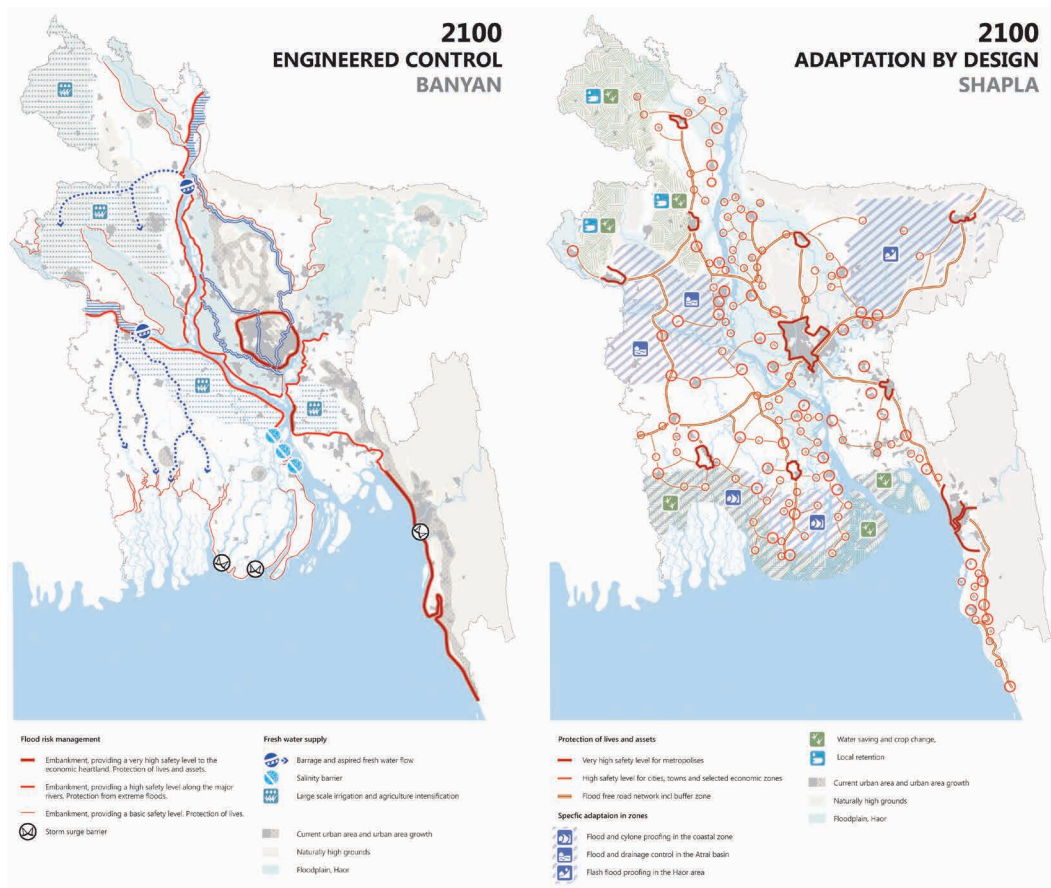 2100
ENGINEERED CONTROL
BANYAN
2100
ADAPTATION BY DESIGN
SHAPLA
Flood risk management
Embankment, providing a very high safety level to the
economic heartland. Protection of lives and assets.
Embankment, providing a high safety level along the major
rivers. Protection from extreme floods.
Embankment, providing a basic safety level. Protection of lives.
Storm surge barrier
Fresh water supply
Barrage and aspired fresh water flow
Salinity barrier
Large scale irrigation and agriculture intensification
Current urban area and urban area growth
Naturally high grounds
Floodplain, Haor
Protection of lives and assets
Very high safety level for metropolises
High safety level for cities, towns and selected economic zones
Flood free road network incl buffer zone
Specfic adaptaion in zones
Flood and cylone proofing in the coastal zone
Flood and drainage control in the Atrai basin
Flash flood proofing in the Haor area
Water saving and crop change,
Local retention
Current urban area and urban area growth
Naturally high grounds
Floodplain, Haor